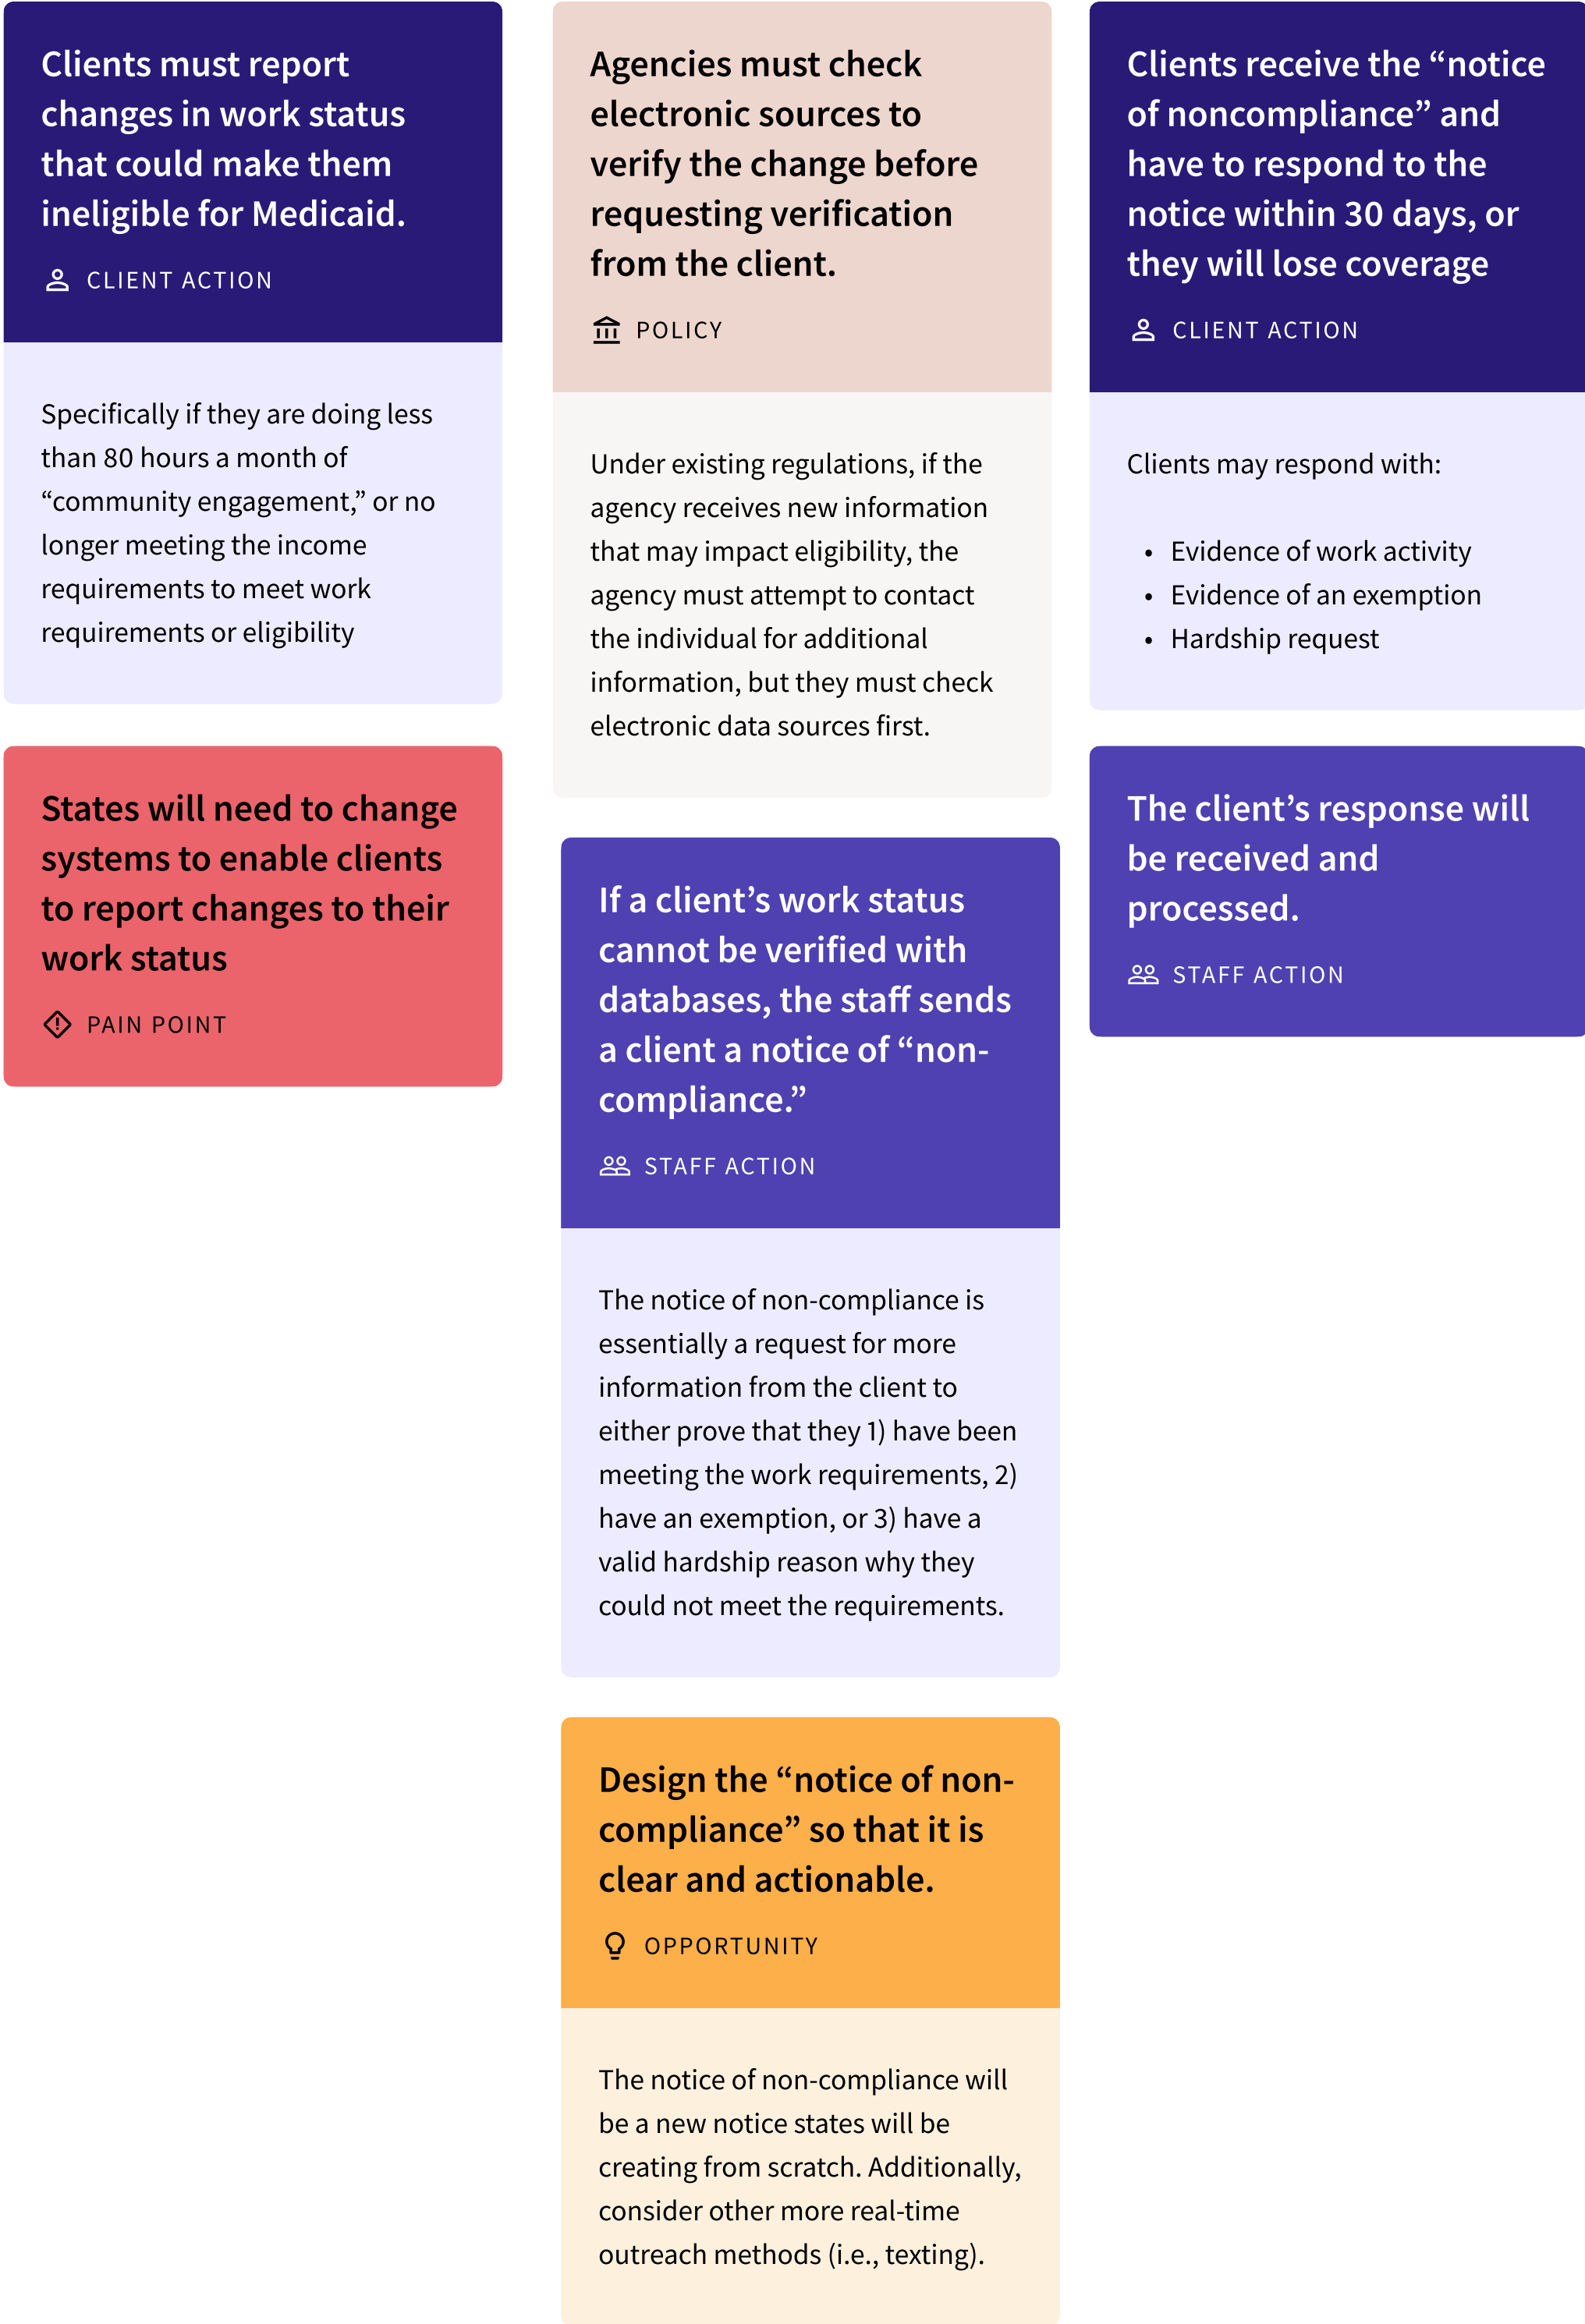 Clients must report
changes in work status
that could make them
ineligible for Medicaid.
CLIENT ACTION
Specifically if they are doing less
than 80 hours a month of
“community engagement,” or no
longer meeting the income
requirements to meet work
requirements or eligibility
States will need to change
systems to enable clients
to report changes to their
work status
PAIN POINT
Agencies must check
electronic sources to
verify the change before
requesting verification
from the client.
POLICY
Under existing regulations, if the
agency receives new information
that may impact eligibility, the
agency must attempt to contact
the individual for additional
information, but they must check
electronic data sources first.
If a client’s work status
cannot be verified with
databases, the staff sends
a client a notice of “non-
compliance.”
STAFF ACTION
The notice of non-compliance is
essentially a request for more
information from the client to
either prove that they 1) have been
meeting the work requirements, 2)
have an exemption, or 3) have a
valid hardship reason why they
could not meet the requirements.
Design the “notice of non-
compliance” so that it is
clear and actionable.
OPPORTUNITY
The notice of non-compliance will
be a new notice states will be
creating from scratch. Additionally,
consider other more real-time
outreach methods (i.e., texting).
Clients receive the “notice
of noncompliance” and
have to respond to the
notice within 30 days, or
they will lose coverage
CLIENT ACTION
Clients may respond with:
• Evidence of work activity
• Evidence of an exemption
• Hardship request
The client’s response will
be received and
processed.
STAFF ACTION